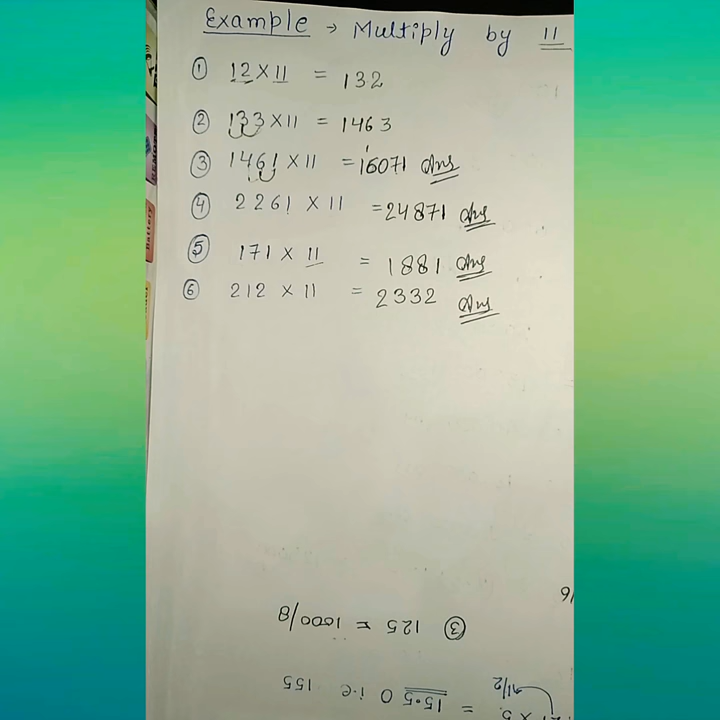 Example → Multiply by 11
① 12 × 11 = 132
② 133 × 11 = 1463
③ 1461 × 11 = 16071 Ans
④ 2261 × 11 = 24871 Ans
⑤ 171 × 11 = 1881 Ans
⑥ 212 × 11 = 2332 Ans
③ 125 = 1000/8
= 15.5 0 i.e 155